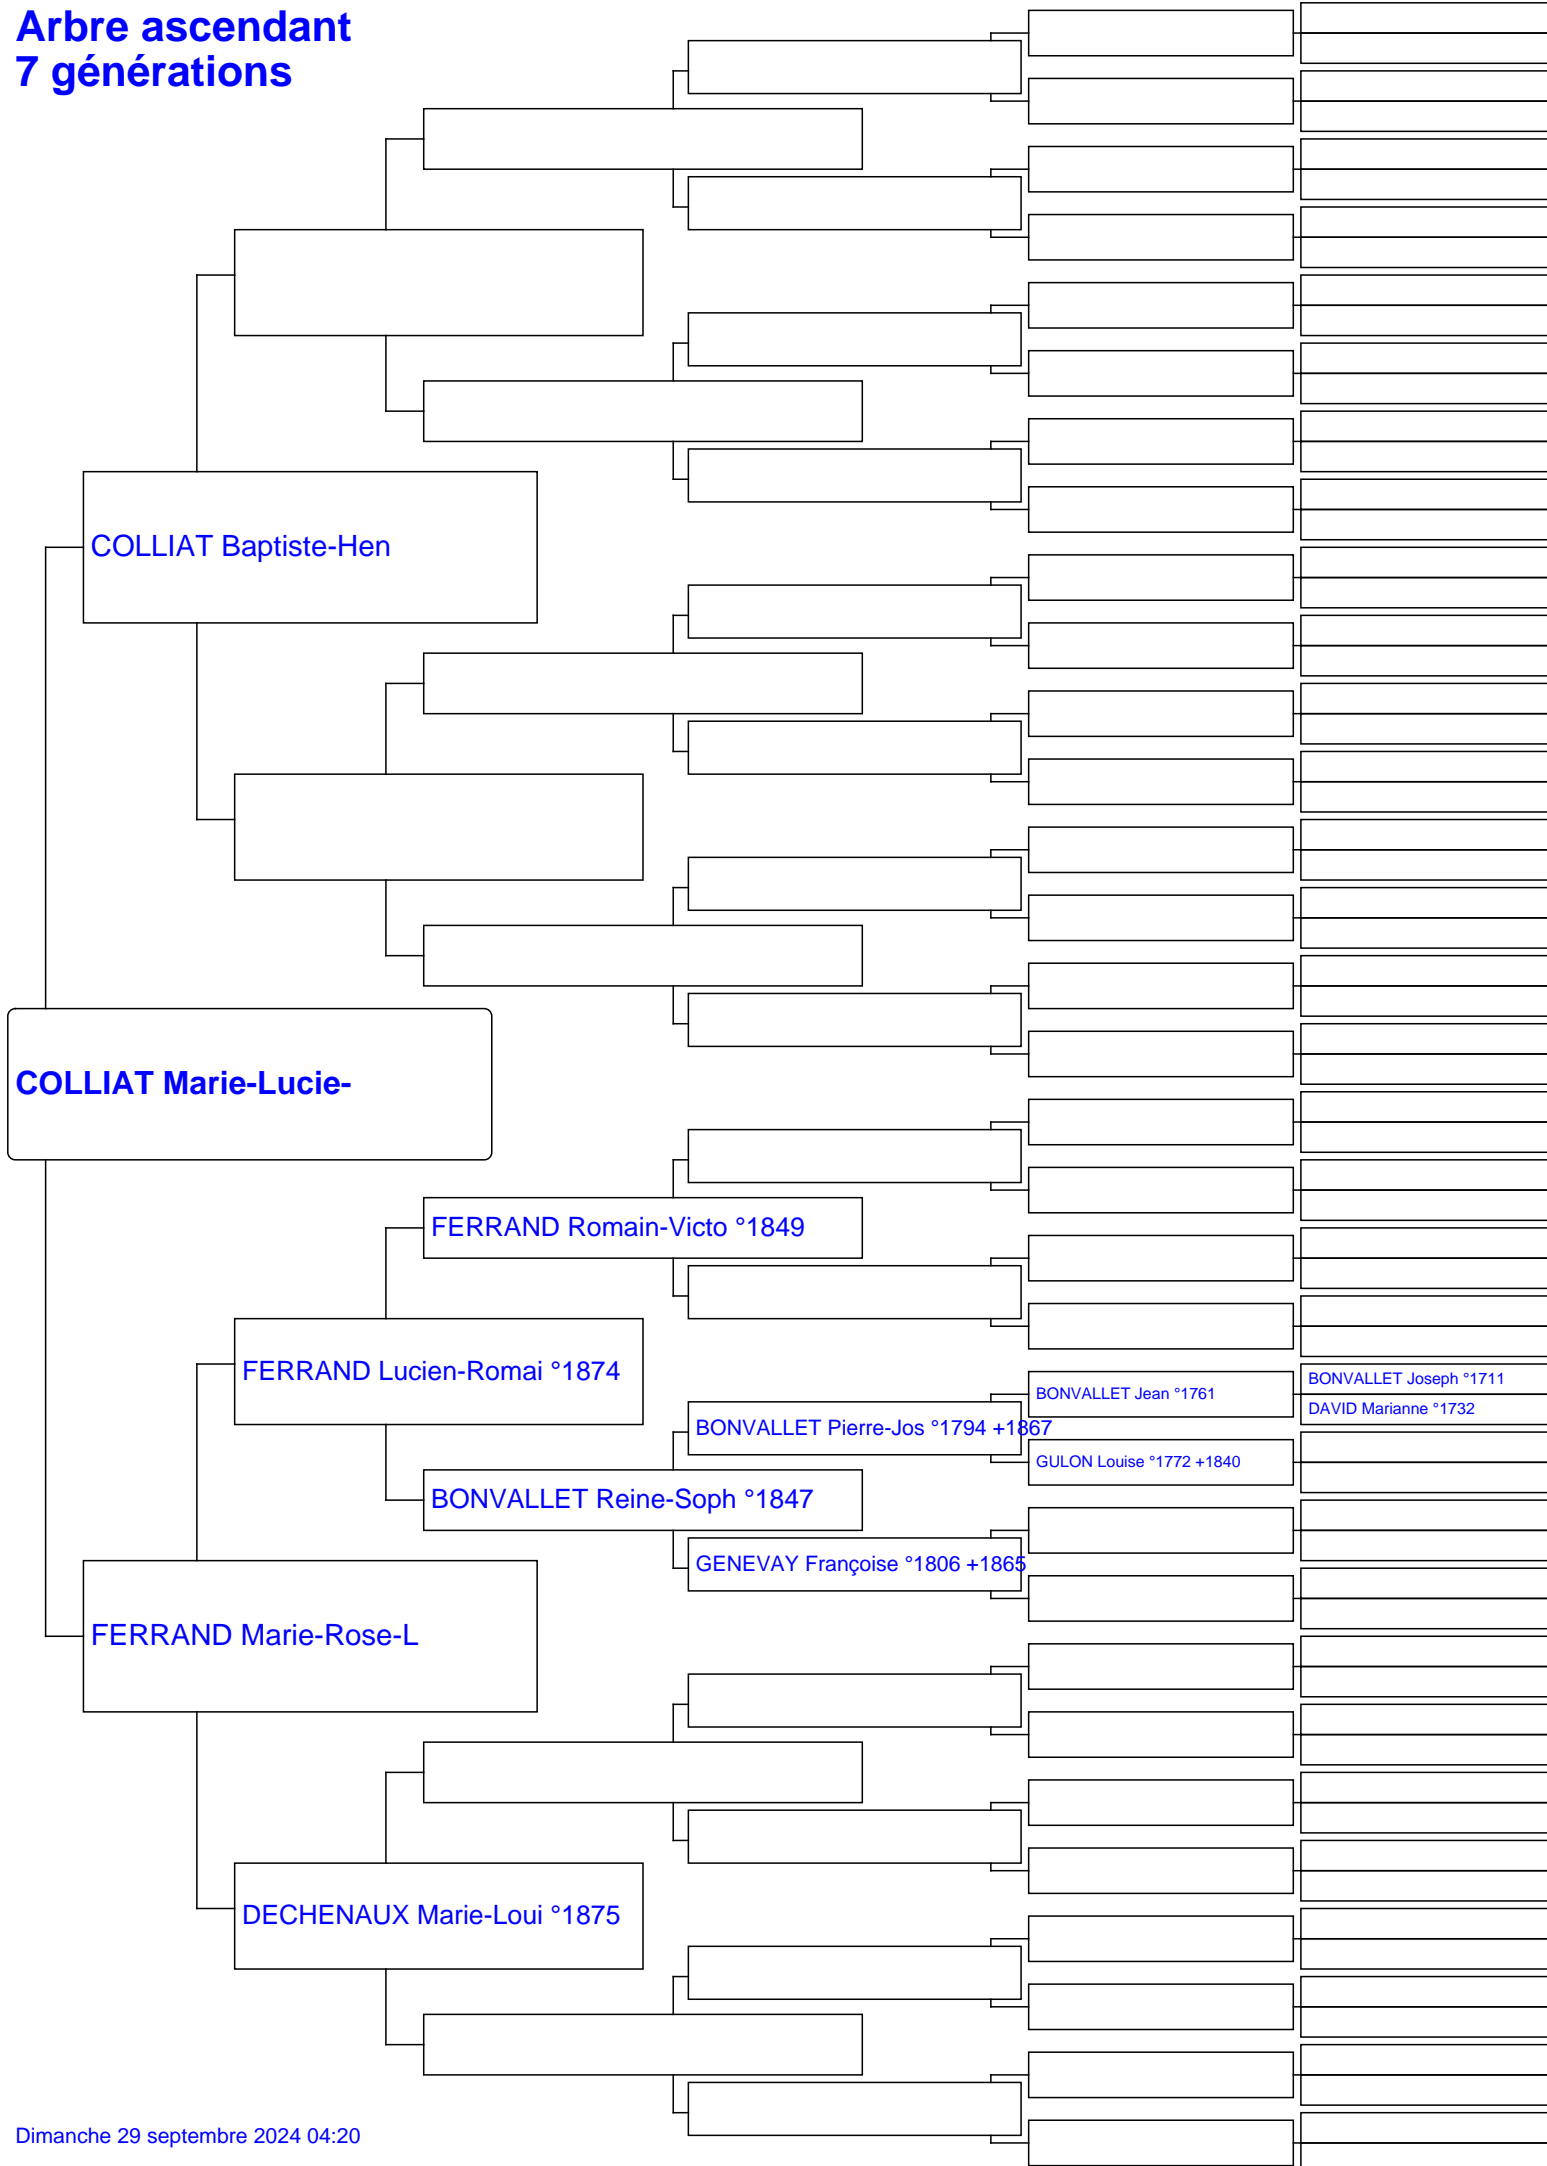 Arbre ascendant
7 générations
COLLIAT Baptiste-Hen
COLLIAT Marie-Lucie-
FERRAND Romain-Victo °1849
FERRAND Lucien-Romai °1874
BONVALLET Joseph °1711
BONVALLET Jean °1761
DAVID Marianne °1732
BONVALLET Pierre-Jos °1794 +1867
GULON Louise °1772 +1840
BONVALLET Reine-Soph °1847
GENEVAY Françoise °1806 +1865
FERRAND Marie-Rose-L
DECHENAUX Marie-Loui °1875
Dimanche 29 septembre 2024 04:20